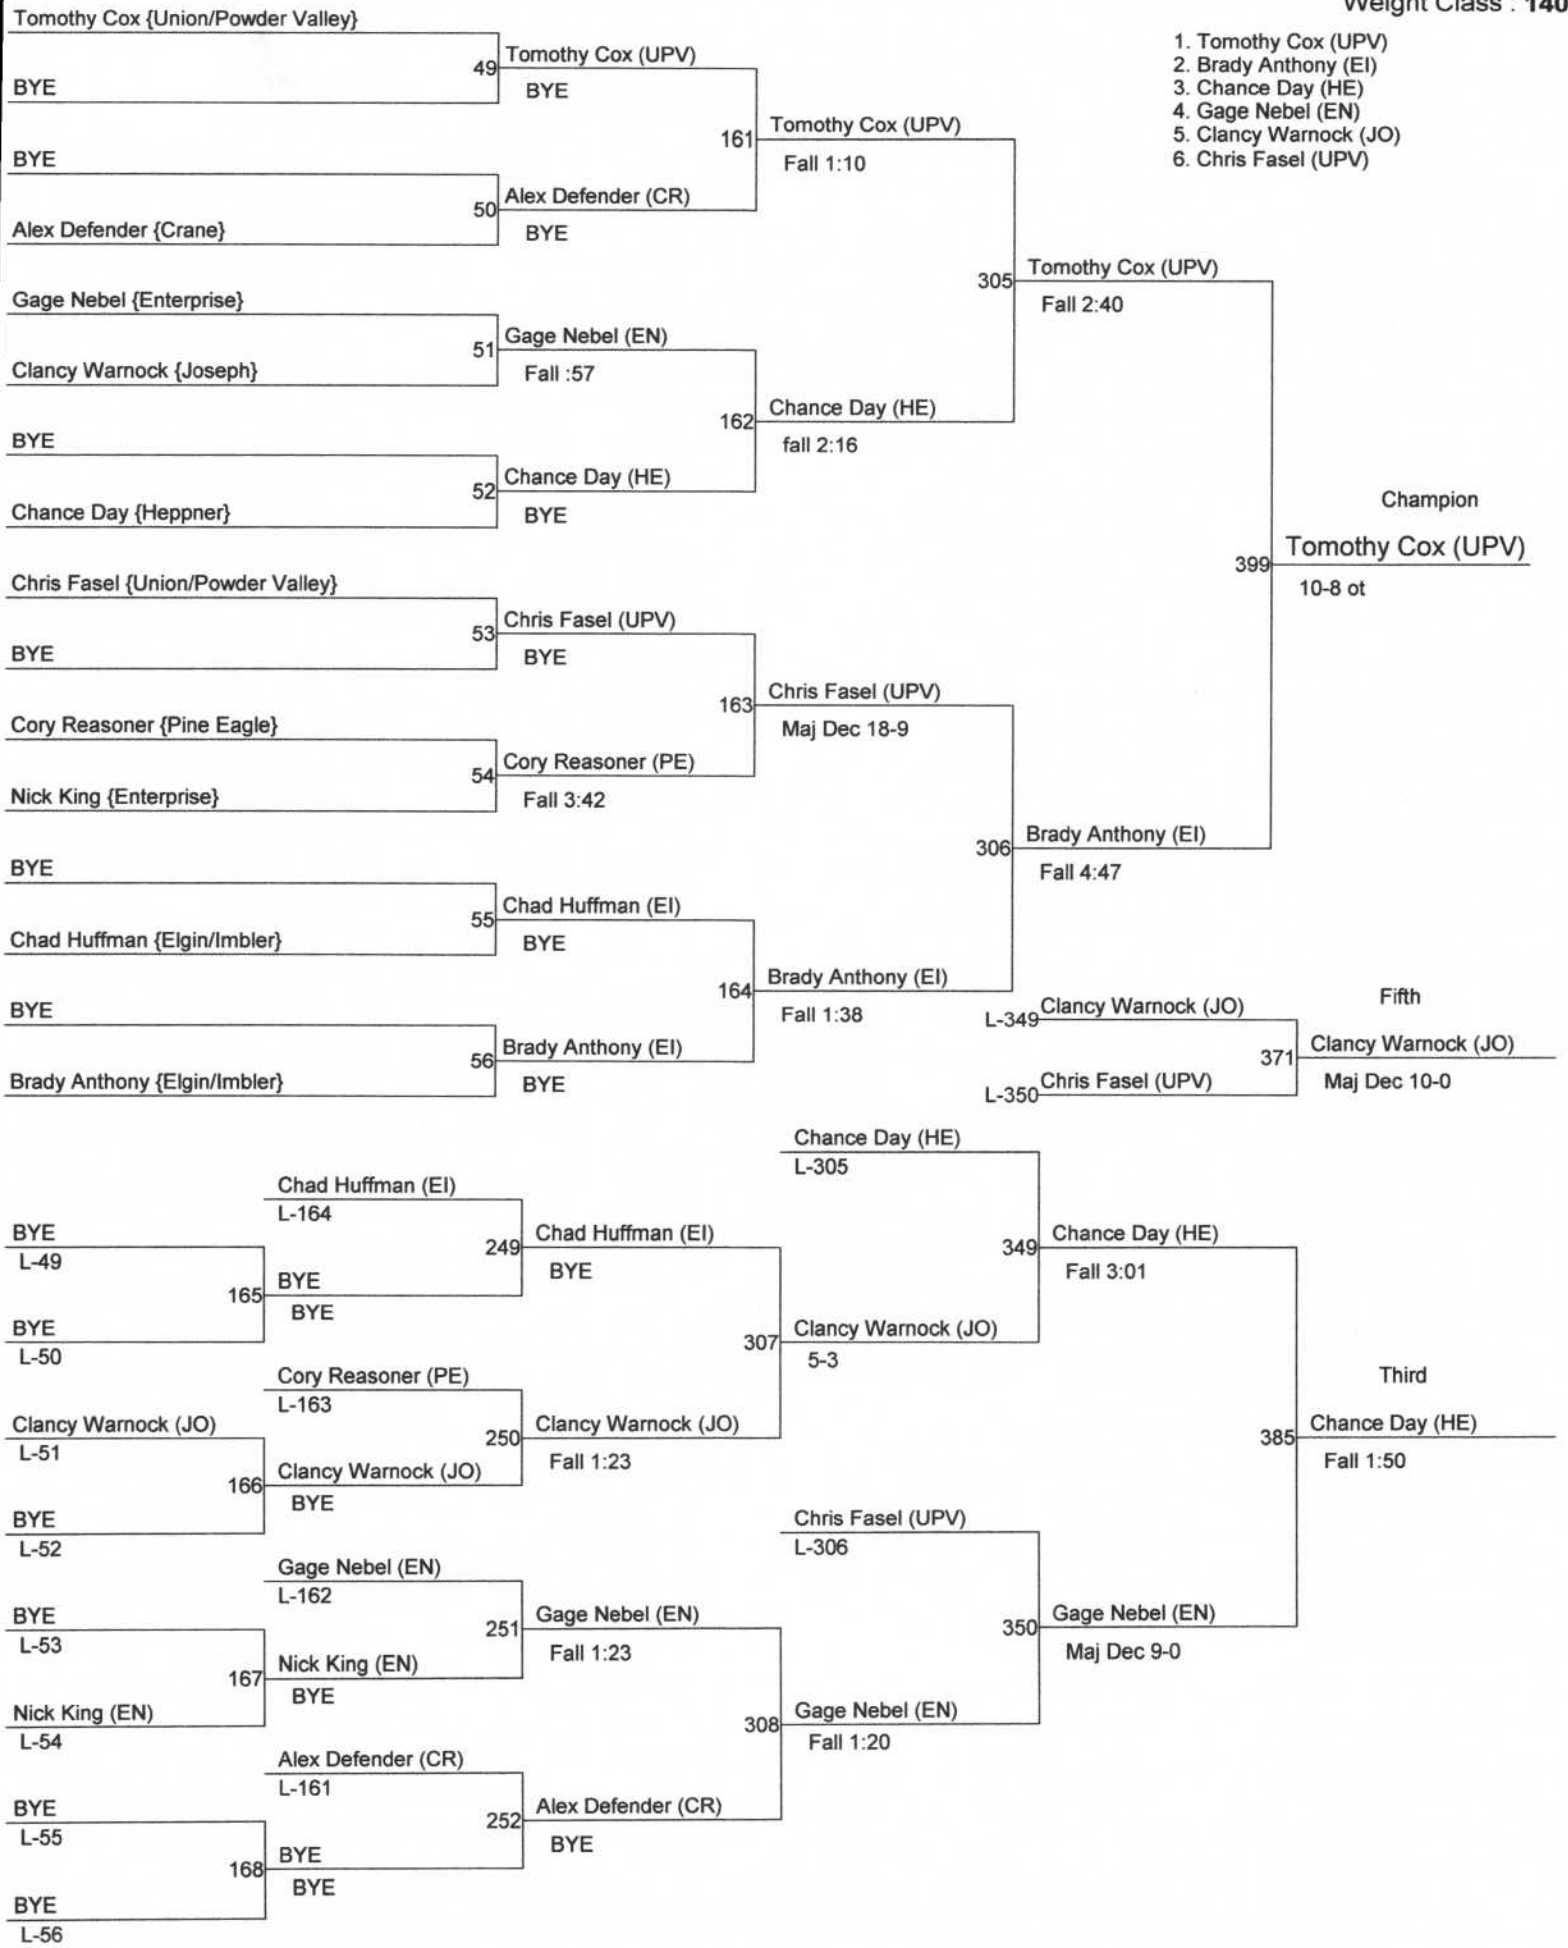 Weight Class : 140
1. Tomothy Cox (UPV)
2. Brady Anthony (EI)
3. Chance Day (HE)
4. Gage Nebel (EN)
5. Clancy Warnock (JO)
6. Chris Fasel (UPV)
Tomothy Cox {Union/Powder Valley}
49 Tomothy Cox (UPV)
BYE
BYE
161 Tomothy Cox (UPV)
Fall 1:10
BYE
50 Alex Defender (CR)
BYE
Alex Defender {Crane}
305 Tomothy Cox (UPV)
Fall 2:40
Gage Nebel {Enterprise}
51 Gage Nebel (EN)
Fall :57
Clancy Warnock {Joseph}
162 Chance Day (HE)
fall 2:16
BYE
52 Chance Day (HE)
BYE
Chance Day {Heppner}
Champion
399 Tomothy Cox (UPV)
10-8 ot
Chris Fasel {Union/Powder Valley}
53 Chris Fasel (UPV)
BYE
BYE
163 Chris Fasel (UPV)
Maj Dec 18-9
Cory Reasoner {Pine Eagle}
54 Cory Reasoner (PE)
Fall 3:42
Nick King {Enterprise}
306 Brady Anthony (EI)
Fall 4:47
BYE
55 Chad Huffman (EI)
BYE
Chad Huffman {Elgin/Imbler}
164 Brady Anthony (EI)
Fall 1:38
BYE
56 Brady Anthony (EI)
BYE
Brady Anthony {Elgin/Imbler}
Fifth
L-349 Clancy Warnock (JO)
371 Clancy Warnock (JO)
Maj Dec 10-0
L-350 Chris Fasel (UPV)
Chance Day (HE)
L-305
Chad Huffman (EI)
L-164
BYE
L-49
249 Chad Huffman (EI)
BYE
349 Chance Day (HE)
Fall 3:01
165 BYE
BYE
BYE
L-50
307 Clancy Warnock (JO)
5-3
Cory Reasoner (PE)
L-163
Third
Clancy Warnock (JO)
L-51
250 Clancy Warnock (JO)
Fall 1:23
385 Chance Day (HE)
Fall 1:50
166 Clancy Warnock (JO)
BYE
BYE
L-52
Chris Fasel (UPV)
L-306
Gage Nebel (EN)
L-162
BYE
L-53
251 Gage Nebel (EN)
Fall 1:23
350 Gage Nebel (EN)
Maj Dec 9-0
167 Nick King (EN)
BYE
Nick King (EN)
L-54
308 Gage Nebel (EN)
Fall 1:20
Alex Defender (CR)
L-161
BYE
L-55
252 Alex Defender (CR)
BYE
168 BYE
BYE
BYE
L-56